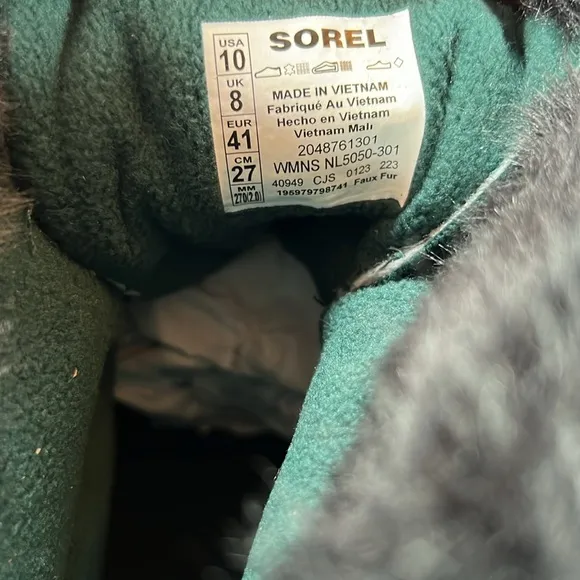 USA
10
UK
8
EUR
41
CM
27
MM
270(2.0)
SOREL
MADE IN VIETNAM
Fabriqué Au Vietnam
Hecho en Vietnam
Vietnam Malı
2048761301
WMNS NL5050-301
40949 CJS 0123 223
195979798741 Faux Fur